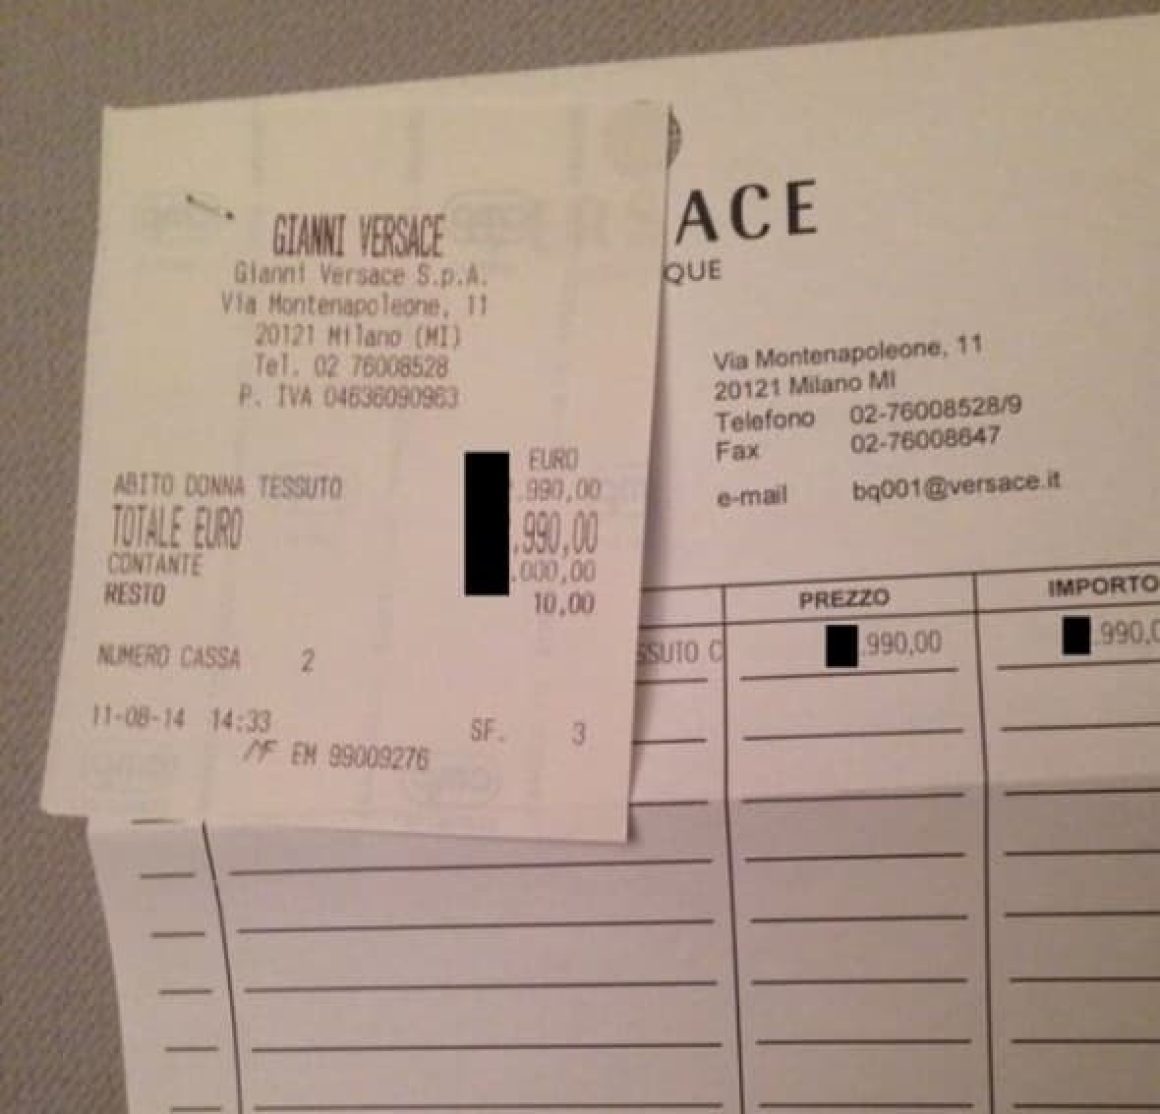 GIANNI VERSACE
Gianni Versace S.p.A.
Via Montenapoleone, 11
20121 Milano (MI)
Tel. 02 76008528
P. IVA 04636090963
EURO
ABITO DONNA TESSUTO .990,00
TOTALE EURO .990,00
CONTANTE .000,00
RESTO 10,00
NUMERO CASSA 2
11-08-14 14:33 SF. 3
MF EM 99009276
ACE
QUE
Via Montenapoleone, 11
20121 Milano MI
Telefono 02-76008528/9
Fax 02-76008647
e-mail bq001@versace.it
PREZZO IMPORTO
SSUTO C .990,00 .990,0